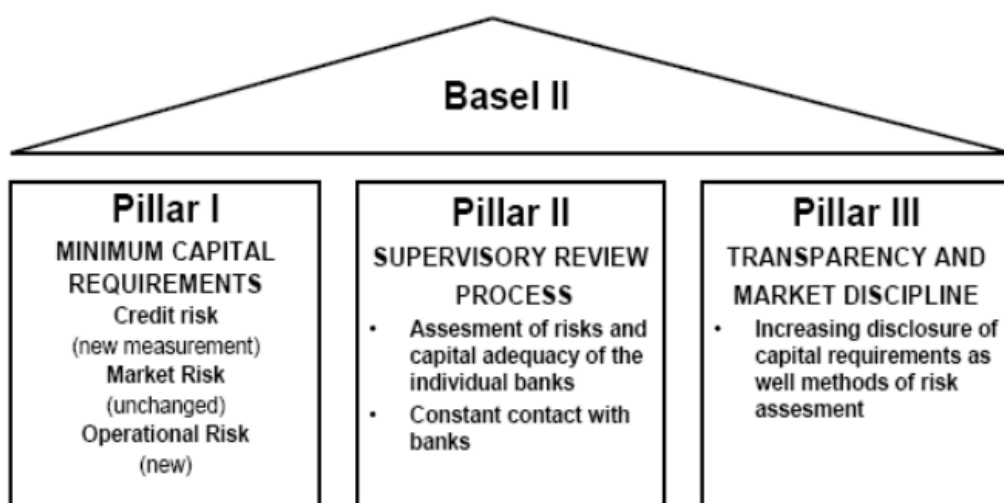 Basel II
Pillar I
MINIMUM CAPITAL
REQUIREMENTS
Credit risk
(new measurement)
Market Risk
(unchanged)
Operational Risk
(new)
Pillar II
SUPERVISORY REVIEW
PROCESS
• Assesment of risks and
capital adequacy of the
individual banks
• Constant contact with
banks
Pillar III
TRANSPARENCY AND
MARKET DISCIPLINE
• Increasing disclosure of
capital requirements as
well methods of risk
assesment